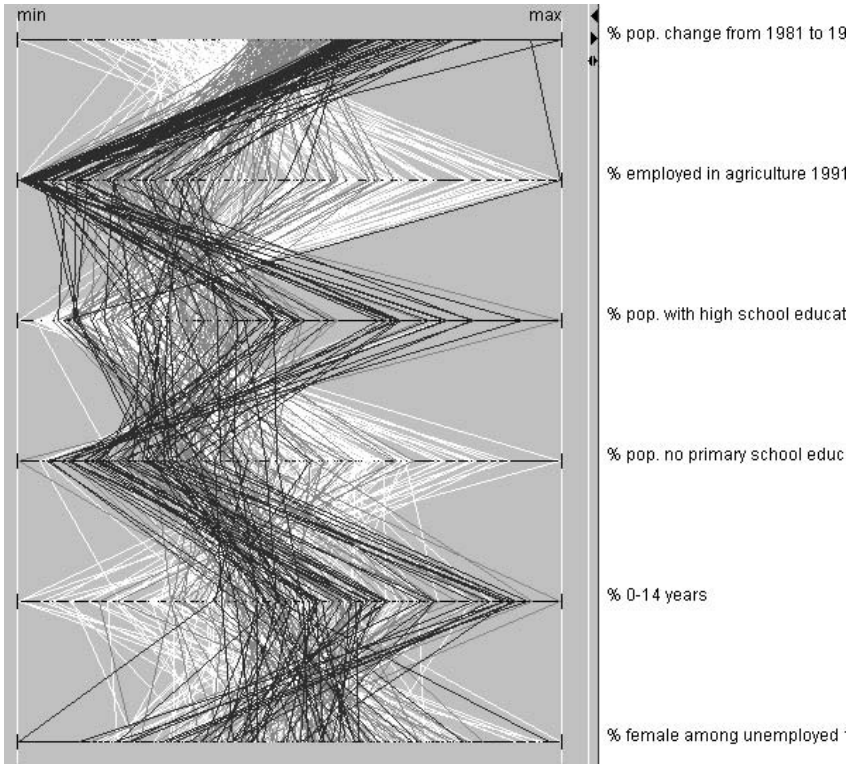 min max
% pop. change from 1981 to 19
% employed in agriculture 1991
% pop. with high school educat
% pop. no primary school educ
% 0-14 years
% female among unemployed